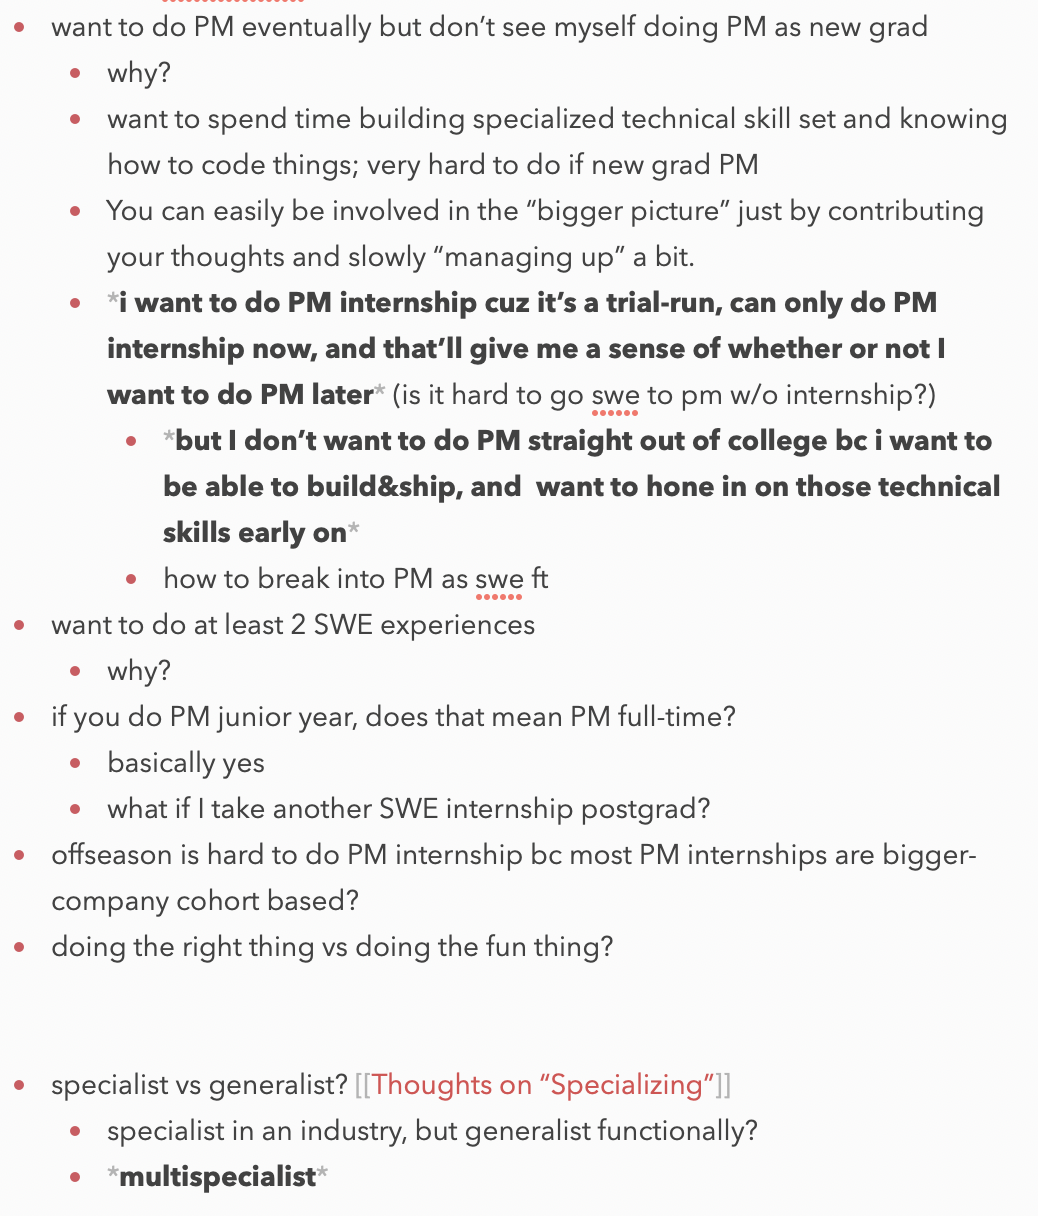 want to do PM eventually but don’t see myself doing PM as new grad
why?
want to spend time building specialized technical skill set and knowing
how to code things; very hard to do if new grad PM
You can easily be involved in the “bigger picture” just by contributing
your thoughts and slowly “managing up” a bit.
*i want to do PM internship cuz it’s a trial-run, can only do PM
internship now, and that’ll give me a sense of whether or not I
want to do PM later* (is it hard to go swe to pm w/o internship?)
*but I don’t want to do PM straight out of college bc i want to
be able to build&ship, and  want to hone in on those technical
skills early on*
how to break into PM as swe ft
want to do at least 2 SWE experiences
why?
if you do PM junior year, does that mean PM full-time?
basically yes
what if I take another SWE internship postgrad?
offseason is hard to do PM internship bc most PM internships are bigger-
company cohort based?
doing the right thing vs doing the fun thing?
specialist vs generalist? [[Thoughts on “Specializing”]]
specialist in an industry, but generalist functionally?
*multispecialist*